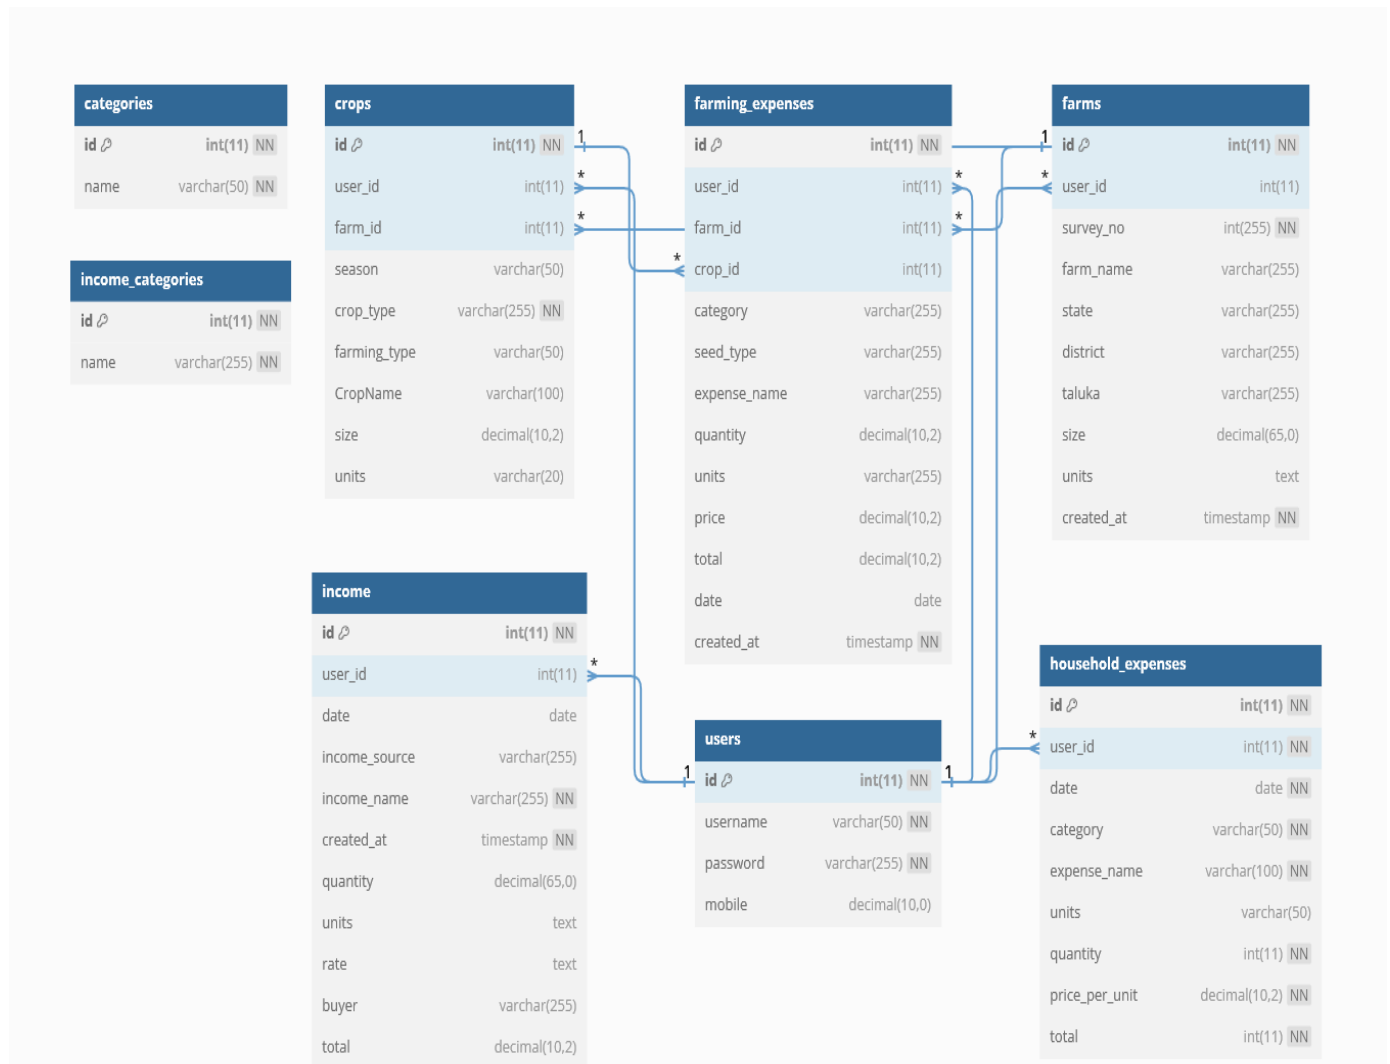 categories
id int(11) NN
name varchar(50) NN
income_categories
id int(11) NN
name varchar(255) NN
crops
id int(11) NN 1
user_id int(11) *
farm_id int(11) *
season varchar(50)
crop_type varchar(255) NN
farming_type varchar(50)
CropName varchar(100)
size decimal(10,2)
units varchar(20)
farming_expenses
id int(11) NN
user_id int(11) *
farm_id int(11) *
* crop_id int(11)
category varchar(255)
seed_type varchar(255)
expense_name varchar(255)
quantity decimal(10,2)
units varchar(255)
price decimal(10,2)
total decimal(10,2)
date date
created_at timestamp NN
farms
1 id int(11) NN
* user_id int(11)
survey_no int(255) NN
farm_name varchar(255)
state varchar(255)
district varchar(255)
taluka varchar(255)
size decimal(65,0)
units text
created_at timestamp NN
income
id int(11) NN
user_id int(11) *
date date
income_source varchar(255)
income_name varchar(255) NN
created_at timestamp NN
quantity decimal(65,0)
units text
rate text
buyer varchar(255)
total decimal(10,2)
users
1 id int(11) NN 1
username varchar(50) NN
password varchar(255) NN
mobile decimal(10,0)
household_expenses
id int(11) NN
* user_id int(11) NN
date date NN
category varchar(50) NN
expense_name varchar(100) NN
units varchar(50)
quantity int(11) NN
price_per_unit decimal(10,2) NN
total int(11) NN